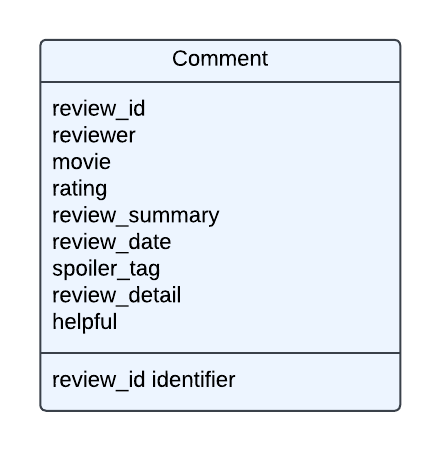 Comment
review_id
reviewer
movie
rating
review_summary
review_date
spoiler_tag
review_detail
helpful
review_id identifier